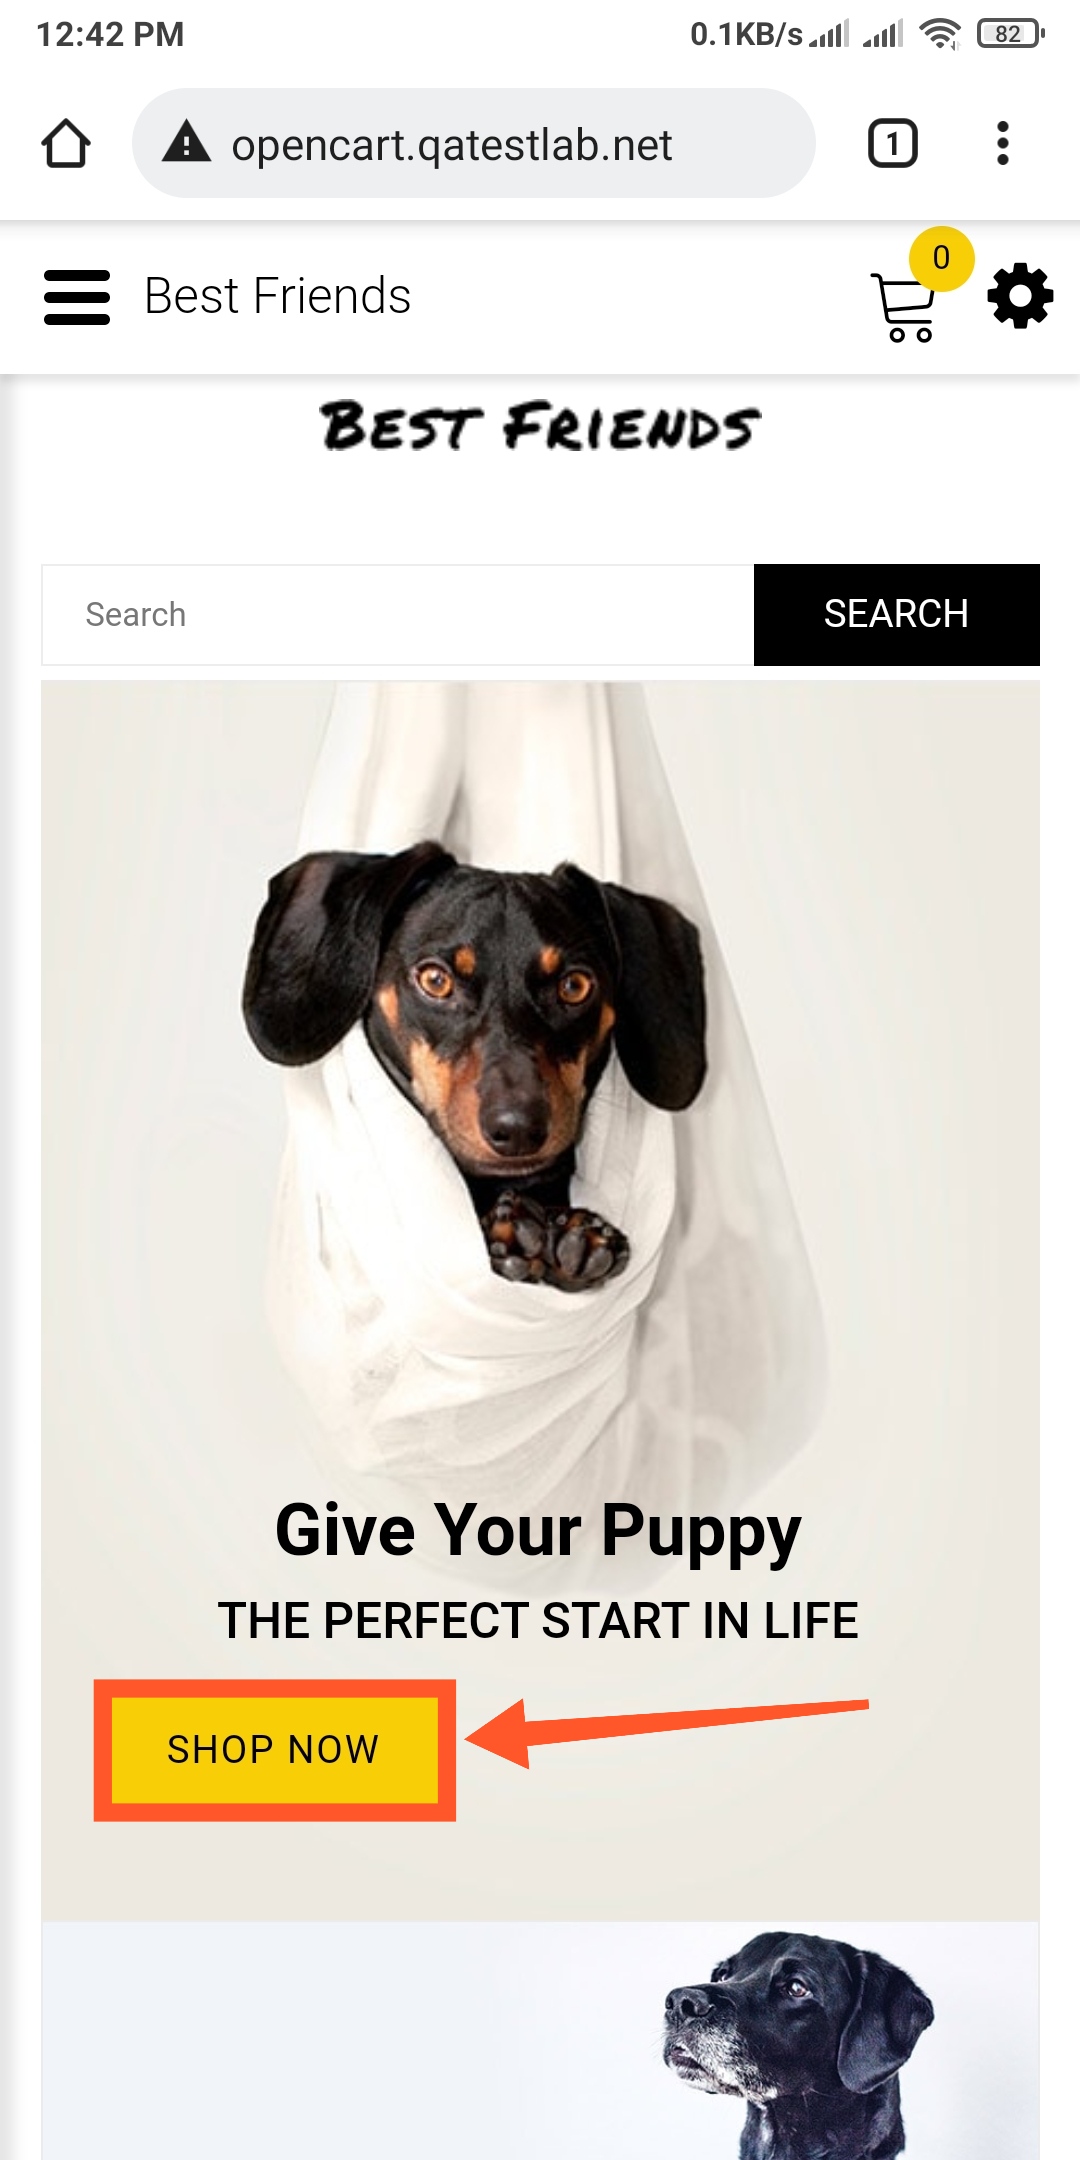 12:42 PM 0.1KB/s 82
opencart.qatestlab.net 1
Best Friends 0
BEST FRIENDS
Search SEARCH
Give Your Puppy
THE PERFECT START IN LIFE
SHOP NOW